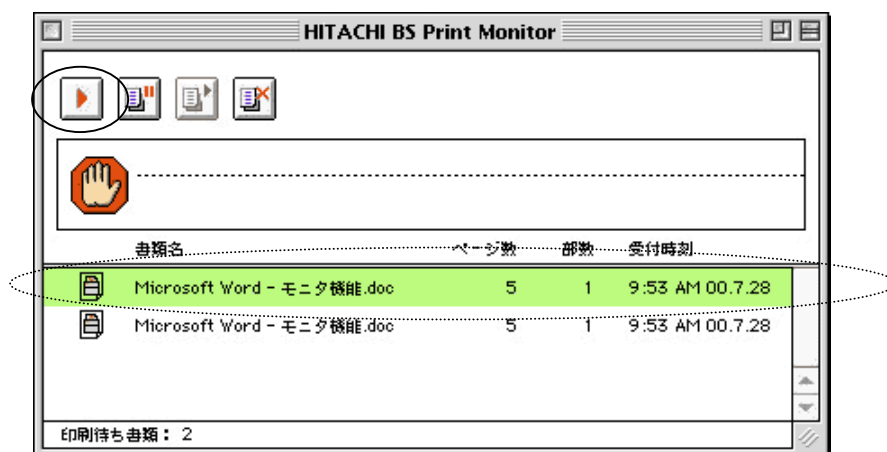 HITACHI BS Print Monitor
書類名 ページ数 部数 受付時刻
Microsoft Word - モニタ機能.doc 5 1 9:53 AM 00.7.28
Microsoft Word - モニタ機能.doc 5 1 9:53 AM 00.7.28
印刷待ち書類： 2